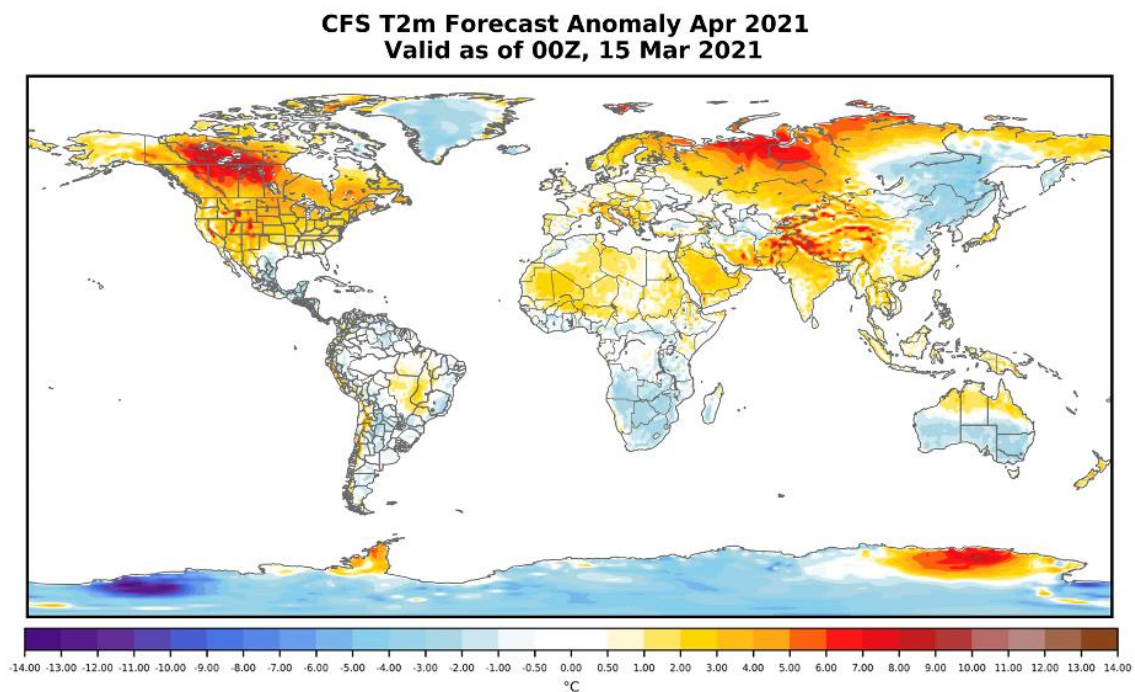 CFS T2m Forecast Anomaly Apr 2021
Valid as of 00Z, 15 Mar 2021
-14.00 -13.00 -12.00 -11.00 -10.00 -9.00 -8.00 -7.00 -6.00 -5.00 -4.00 -3.00 -2.00 -1.00 -0.50 0.00 0.50 1.00 2.00 3.00 4.00 5.00 6.00 7.00 8.00 9.00 10.00 11.00 12.00 13.00 14.00
°C